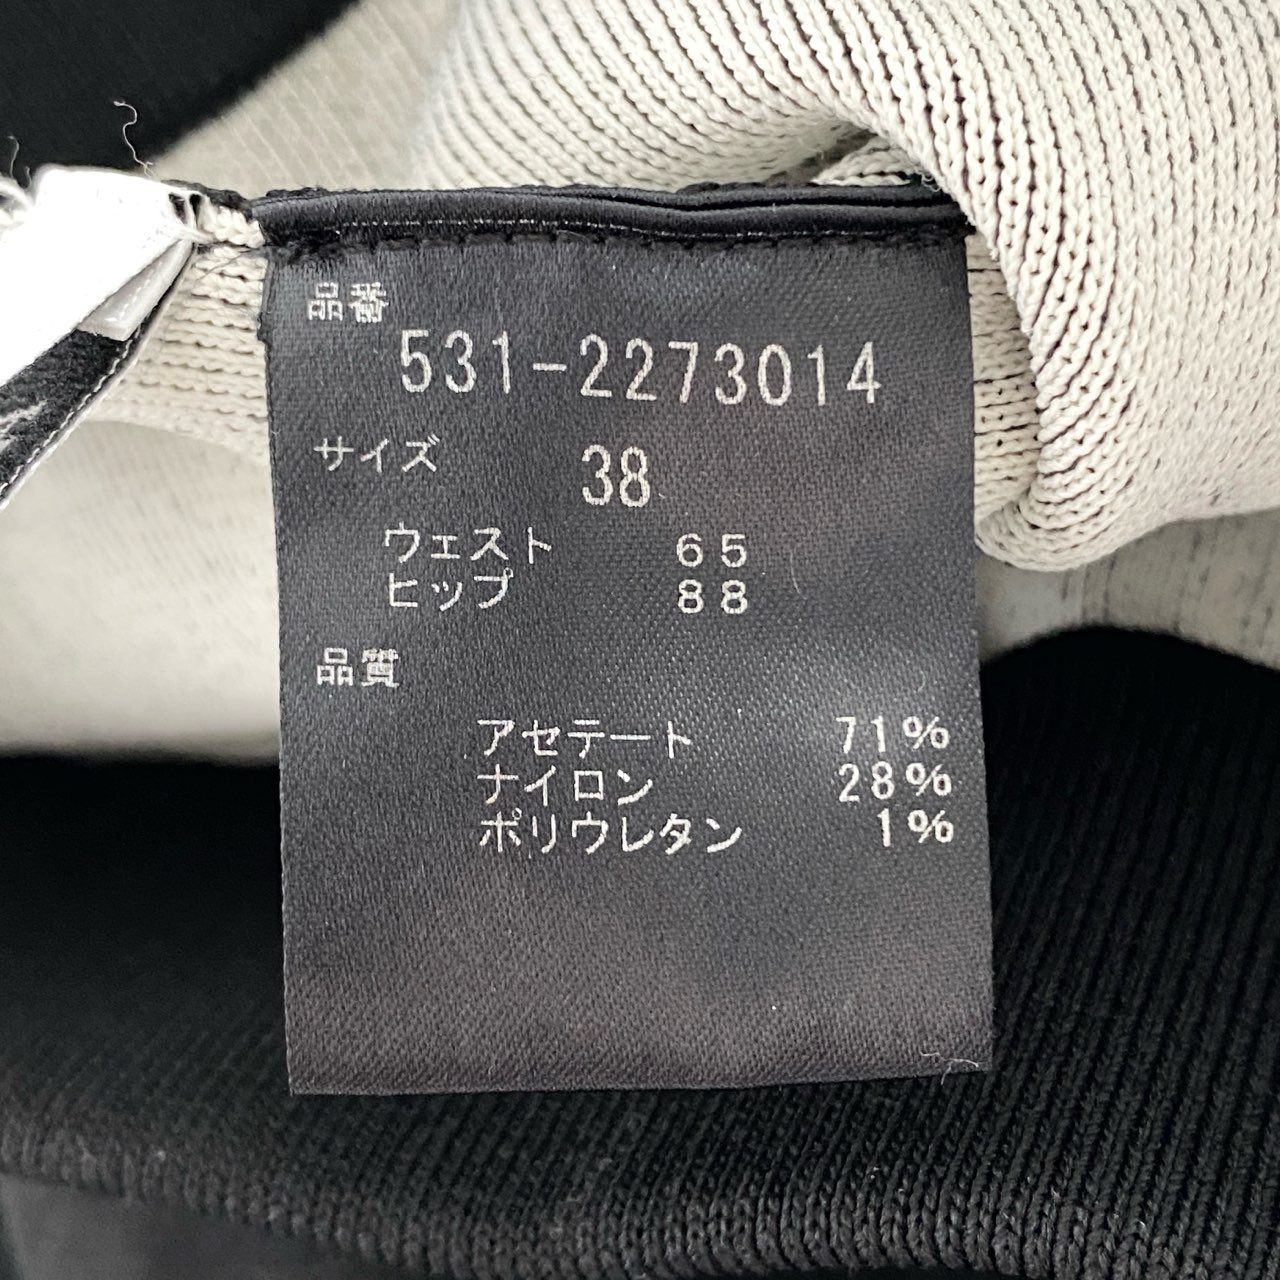 品番
531-2273014
サイズ 38
ウェスト 65
ヒップ 88
品質
アセテート 71%
ナイロン 28%
ポリウレタン 1%